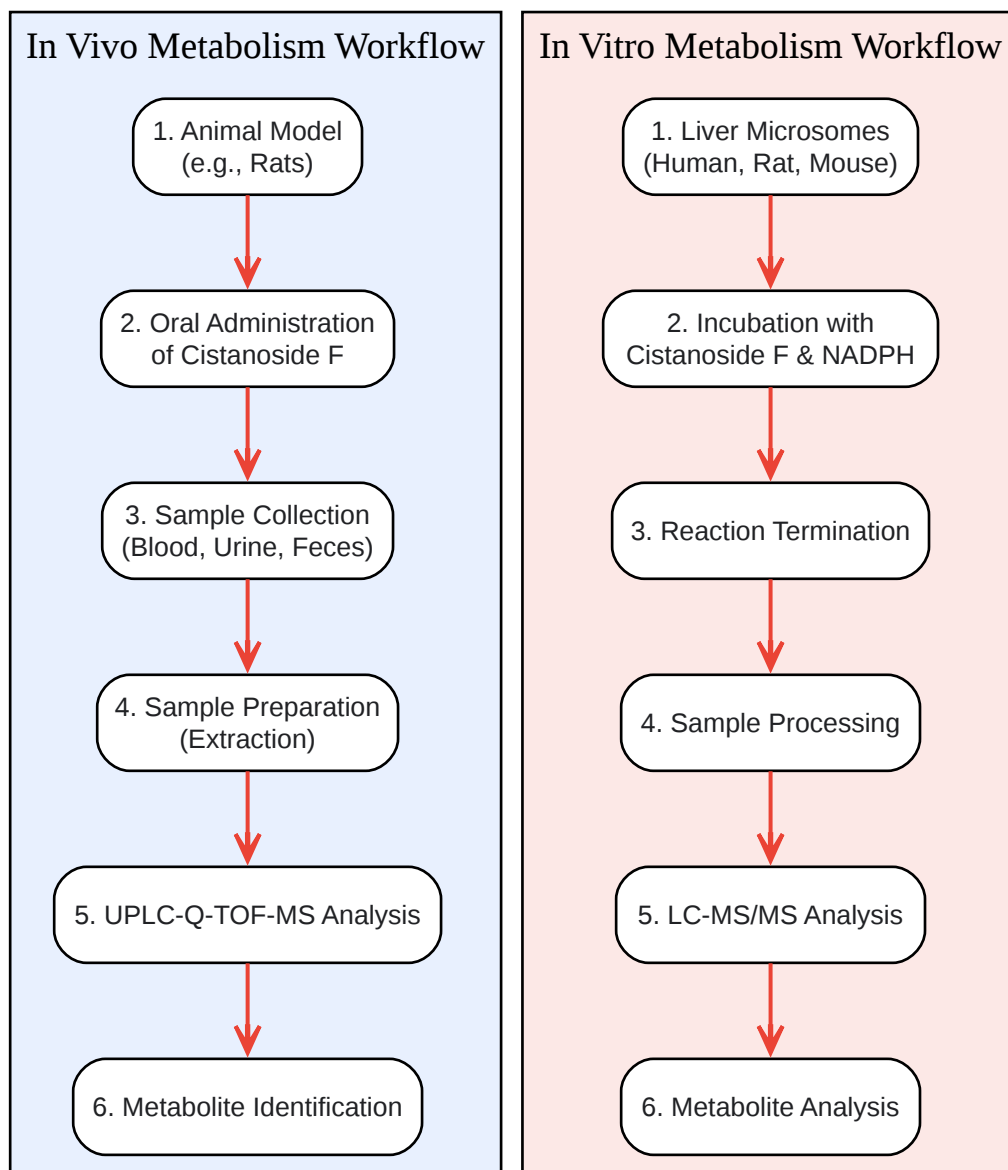 In Vivo Metabolism Workflow
1. Animal Model
(e.g., Rats)
2. Oral Administration
of Cistanoside F
3. Sample Collection
(Blood, Urine, Feces)
4. Sample Preparation
(Extraction)
5. UPLC-Q-TOF-MS Analysis
6. Metabolite Identification
In Vitro Metabolism Workflow
1. Liver Microsomes
(Human, Rat, Mouse)
2. Incubation with
Cistanoside F & NADPH
3. Reaction Termination
4. Sample Processing
5. LC-MS/MS Analysis
6. Metabolite Analysis